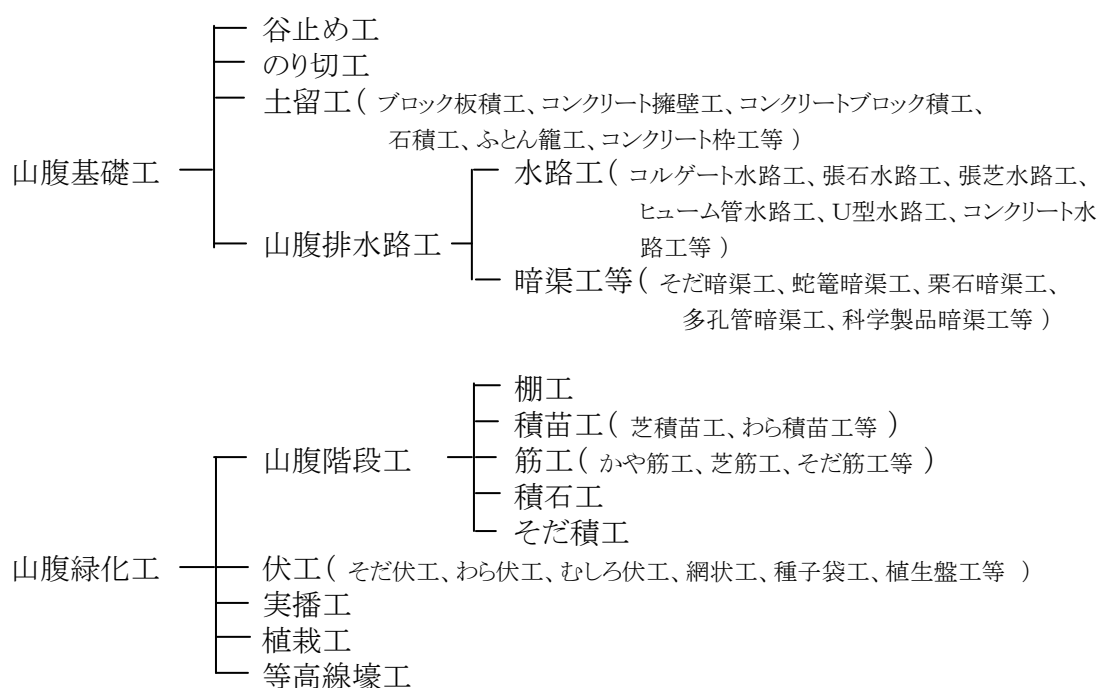 谷止め工
のり切工
土留工( ブロック板積工、コンクリート擁壁工、コンクリートブロック積工、
石積工、ふとん籠工、コンクリート枠工等 )
山腹基礎工
水路工( コルゲート水路工、張石水路工、張芝水路工、
ヒューム管水路工、U型水路工、コンクリート水
路工等 )
山腹排水路工
暗渠工等( そだ暗渠工、蛇篭暗渠工、栗石暗渠工、
多孔管暗渠工、科学製品暗渠工等 )
棚工
積苗工( 芝積苗工、わら積苗工等 )
山腹階段工
筋工( かや筋工、芝筋工、そだ筋工等 )
積石工
そだ積工
山腹緑化工
伏工( そだ伏工、わら伏工、むしろ伏工、網状工、種子袋工、植生盤工等 )
実播工
植栽工
等高線壕工